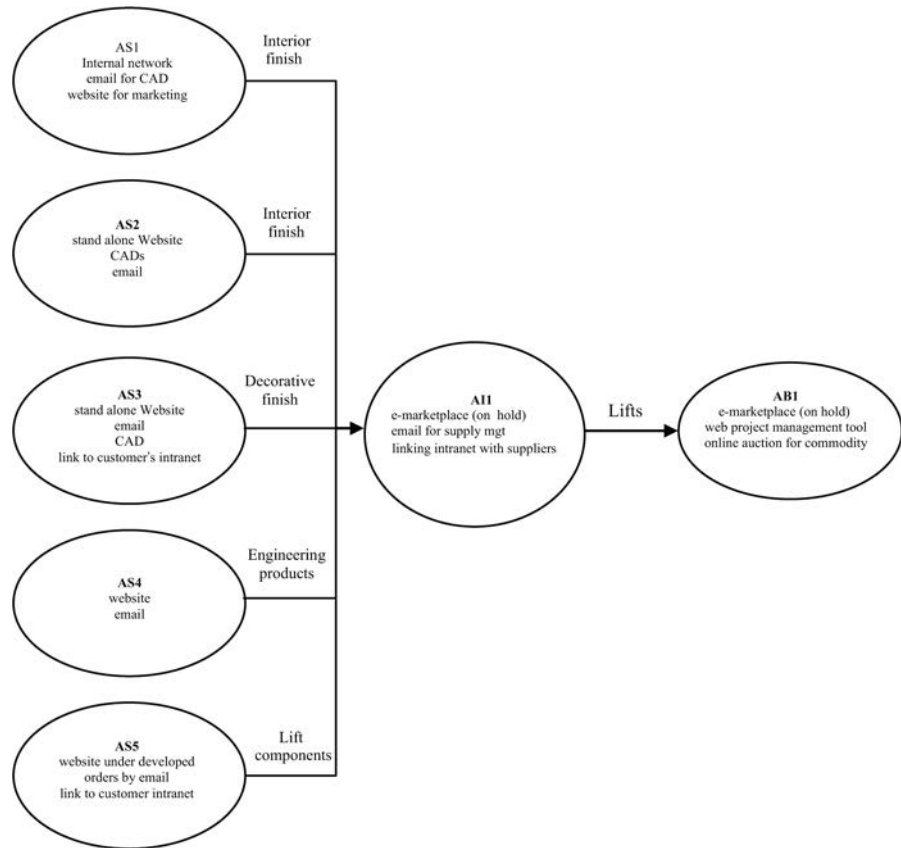 AS1
Internal network
email for CAD
website for marketing
Interior
finish
AS2
stand alone Website
CADs
email
Interior
finish
AS3
stand alone Website
email
CAD
link to customer's intranet
Decorative
finish
AS4
website
email
Engineering
products
AS5
website under developed
orders by email
link to customer intranet
Lift
components
AI1
e-marketplace (on hold)
email for supply mgt
linking intranet with suppliers
Lifts
AB1
e-marketplace (on hold)
web project management tool
online auction for commodity